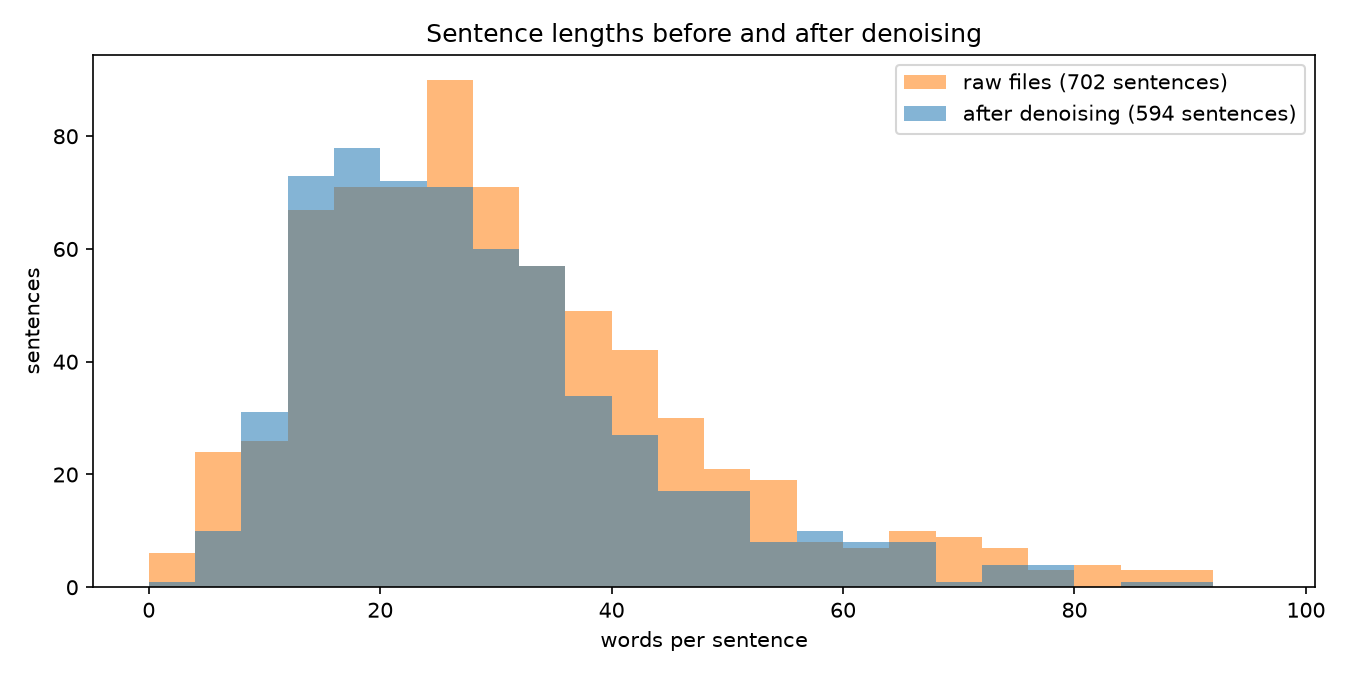 Sentence lengths before and after denoising
raw files (702 sentences)
after denoising (594 sentences)
sentences
80
60
40
20
0
0 20 40 60 80 100
words per sentence